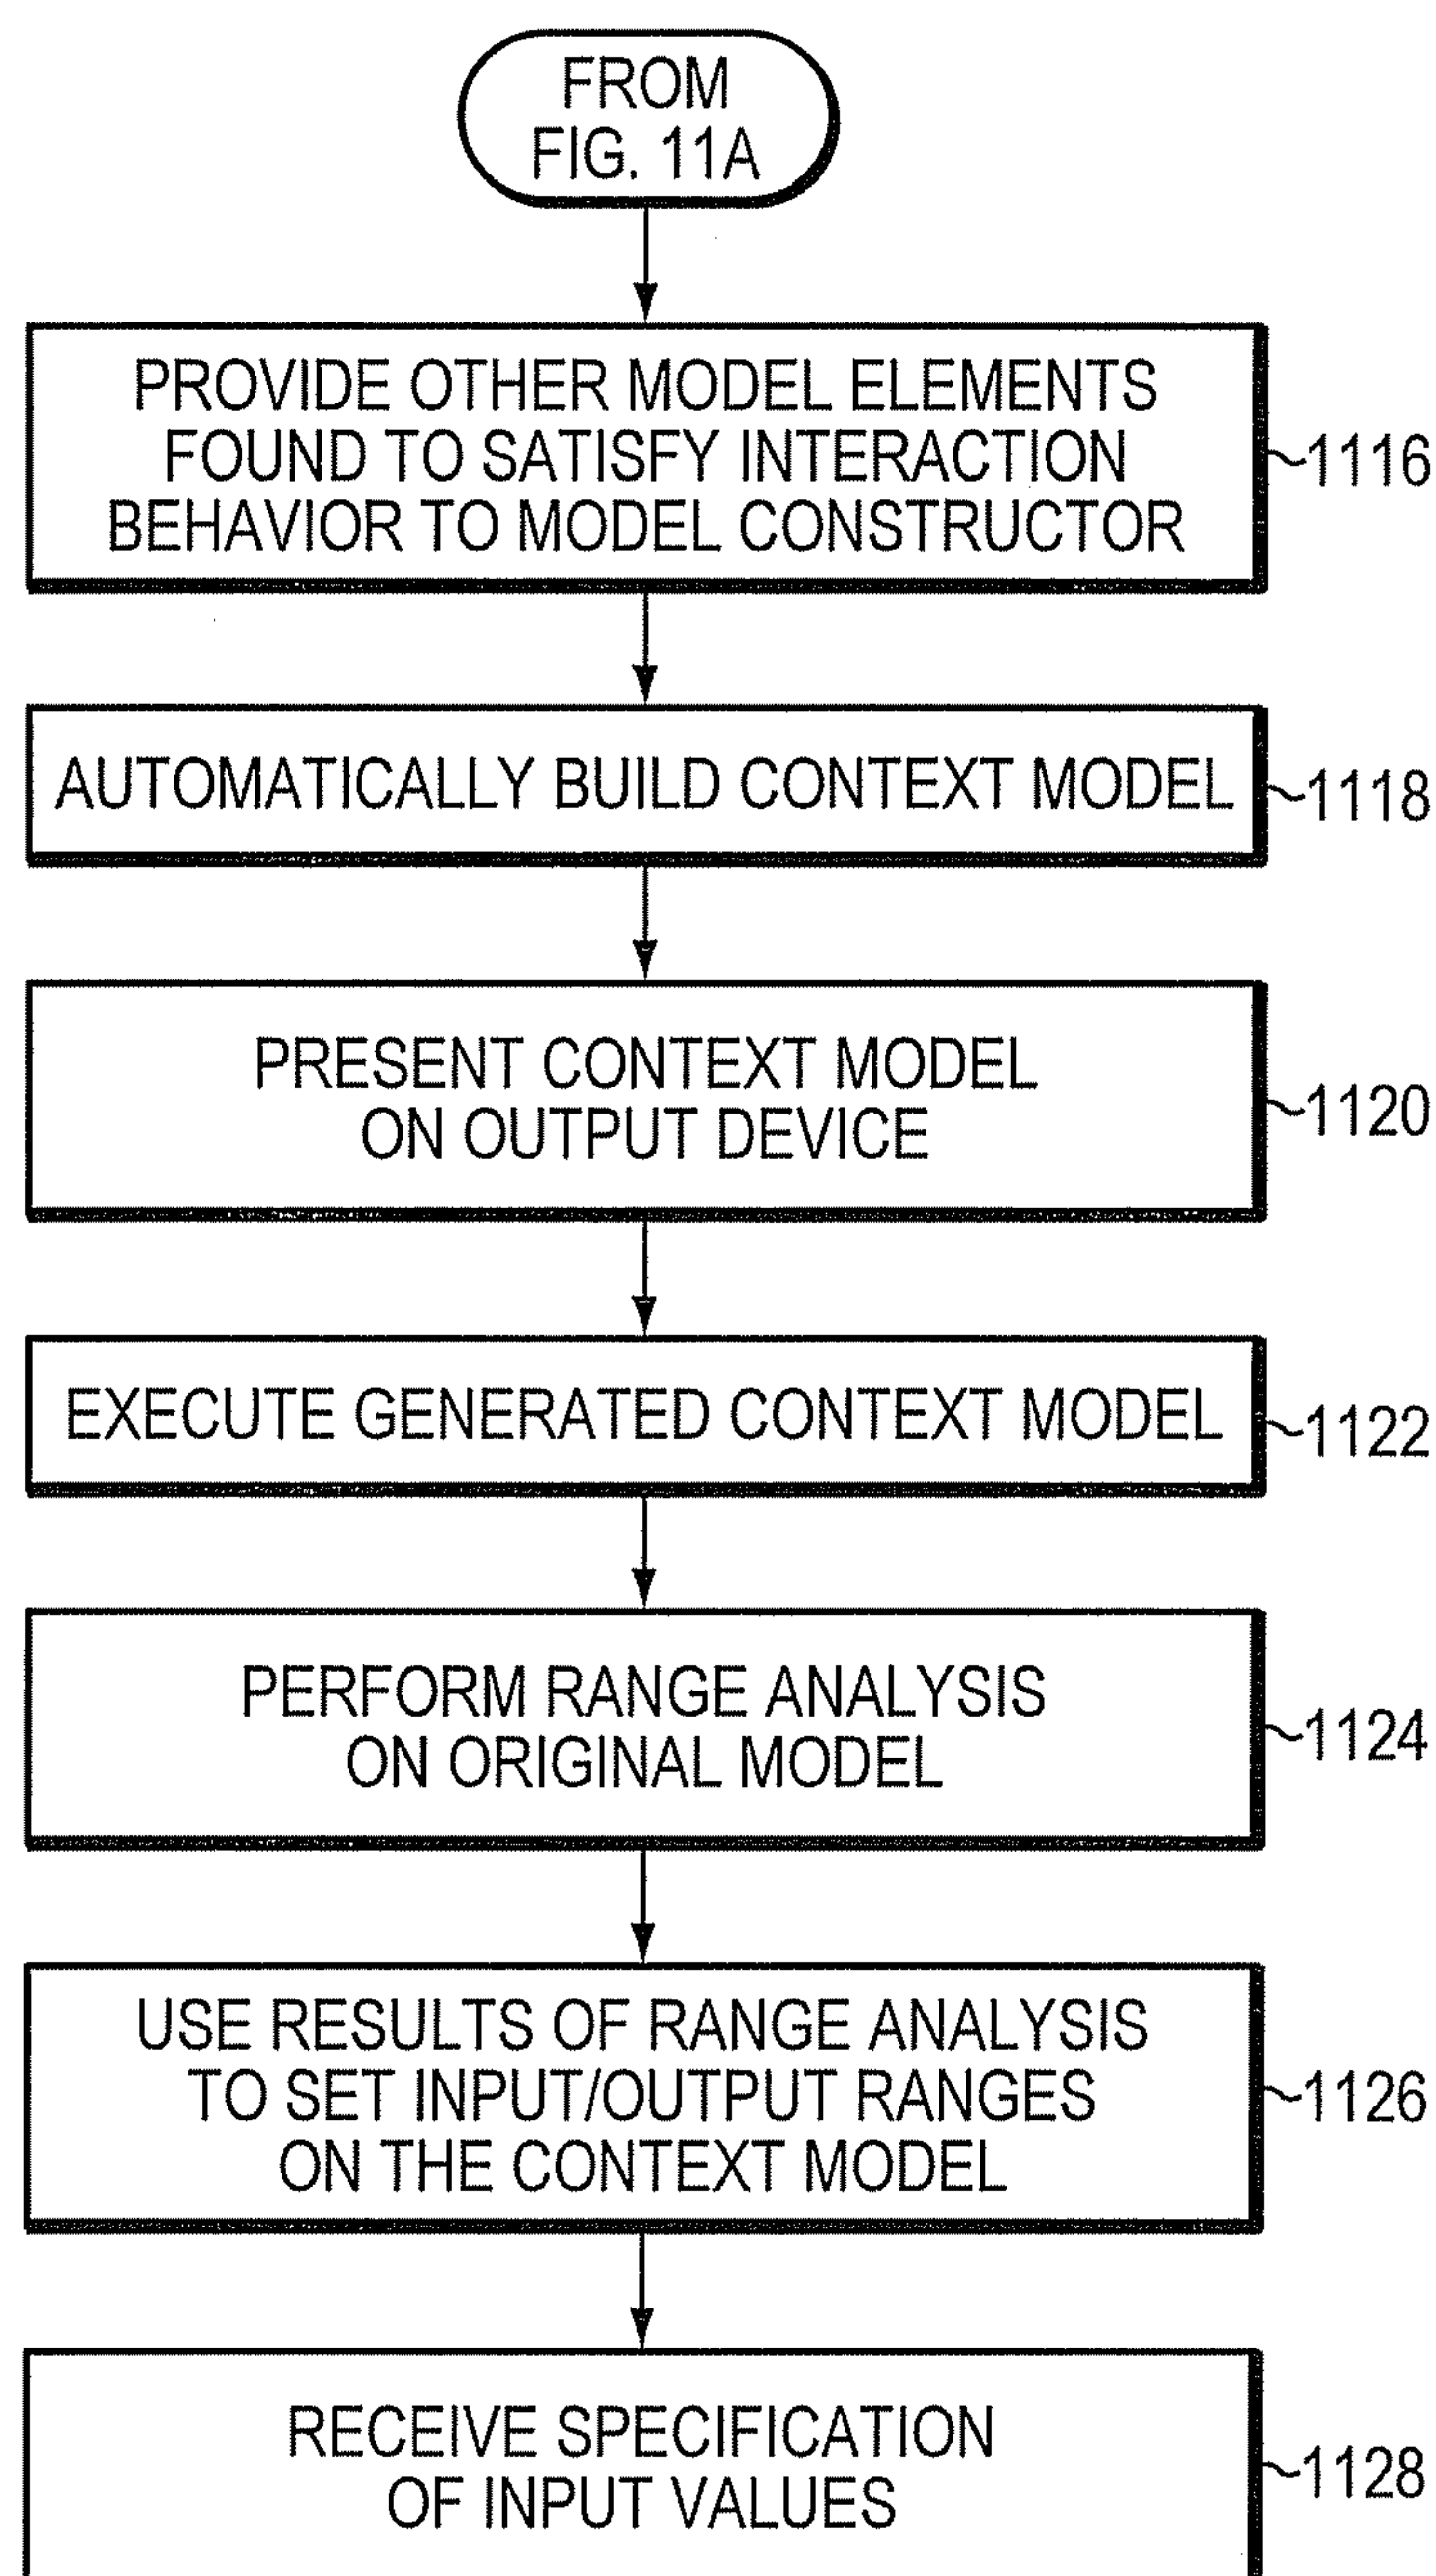 FROM
FIG. 11A
PROVIDE OTHER MODEL ELEMENTS
FOUND TO SATISFY INTERACTION
BEHAVIOR TO MODEL CONSTRUCTOR
1116
AUTOMATICALLY BUILD CONTEXT MODEL
1118
PRESENT CONTEXT MODEL
ON OUTPUT DEVICE
1120
EXECUTE GENERATED CONTEXT MODEL
1122
PERFORM RANGE ANALYSIS
ON ORIGINAL MODEL
1124
USE RESULTS OF RANGE ANALYSIS
TO SET INPUT/OUTPUT RANGES
ON THE CONTEXT MODEL
1126
RECEIVE SPECIFICATION
OF INPUT VALUES
1128